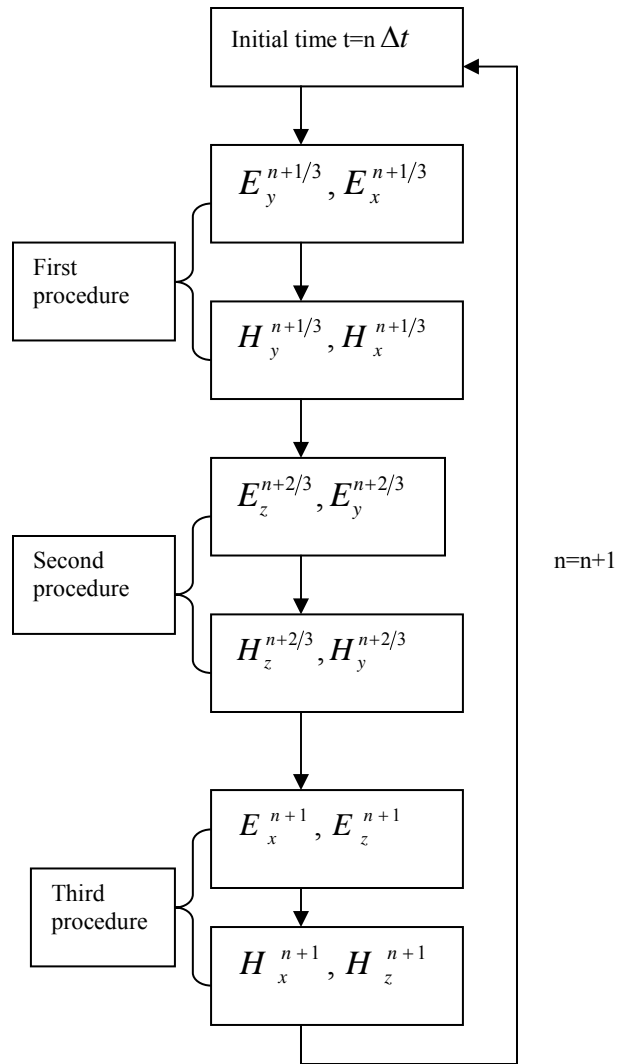 Initial time t=n Δt
E_y^{n+1/3}, E_x^{n+1/3}
First
procedure
H_y^{n+1/3}, H_x^{n+1/3}
E_z^{n+2/3}, E_y^{n+2/3}
Second
procedure
n=n+1
H_z^{n+2/3}, H_y^{n+2/3}
E_x^{n+1}, E_z^{n+1}
Third
procedure
H_x^{n+1}, H_z^{n+1}